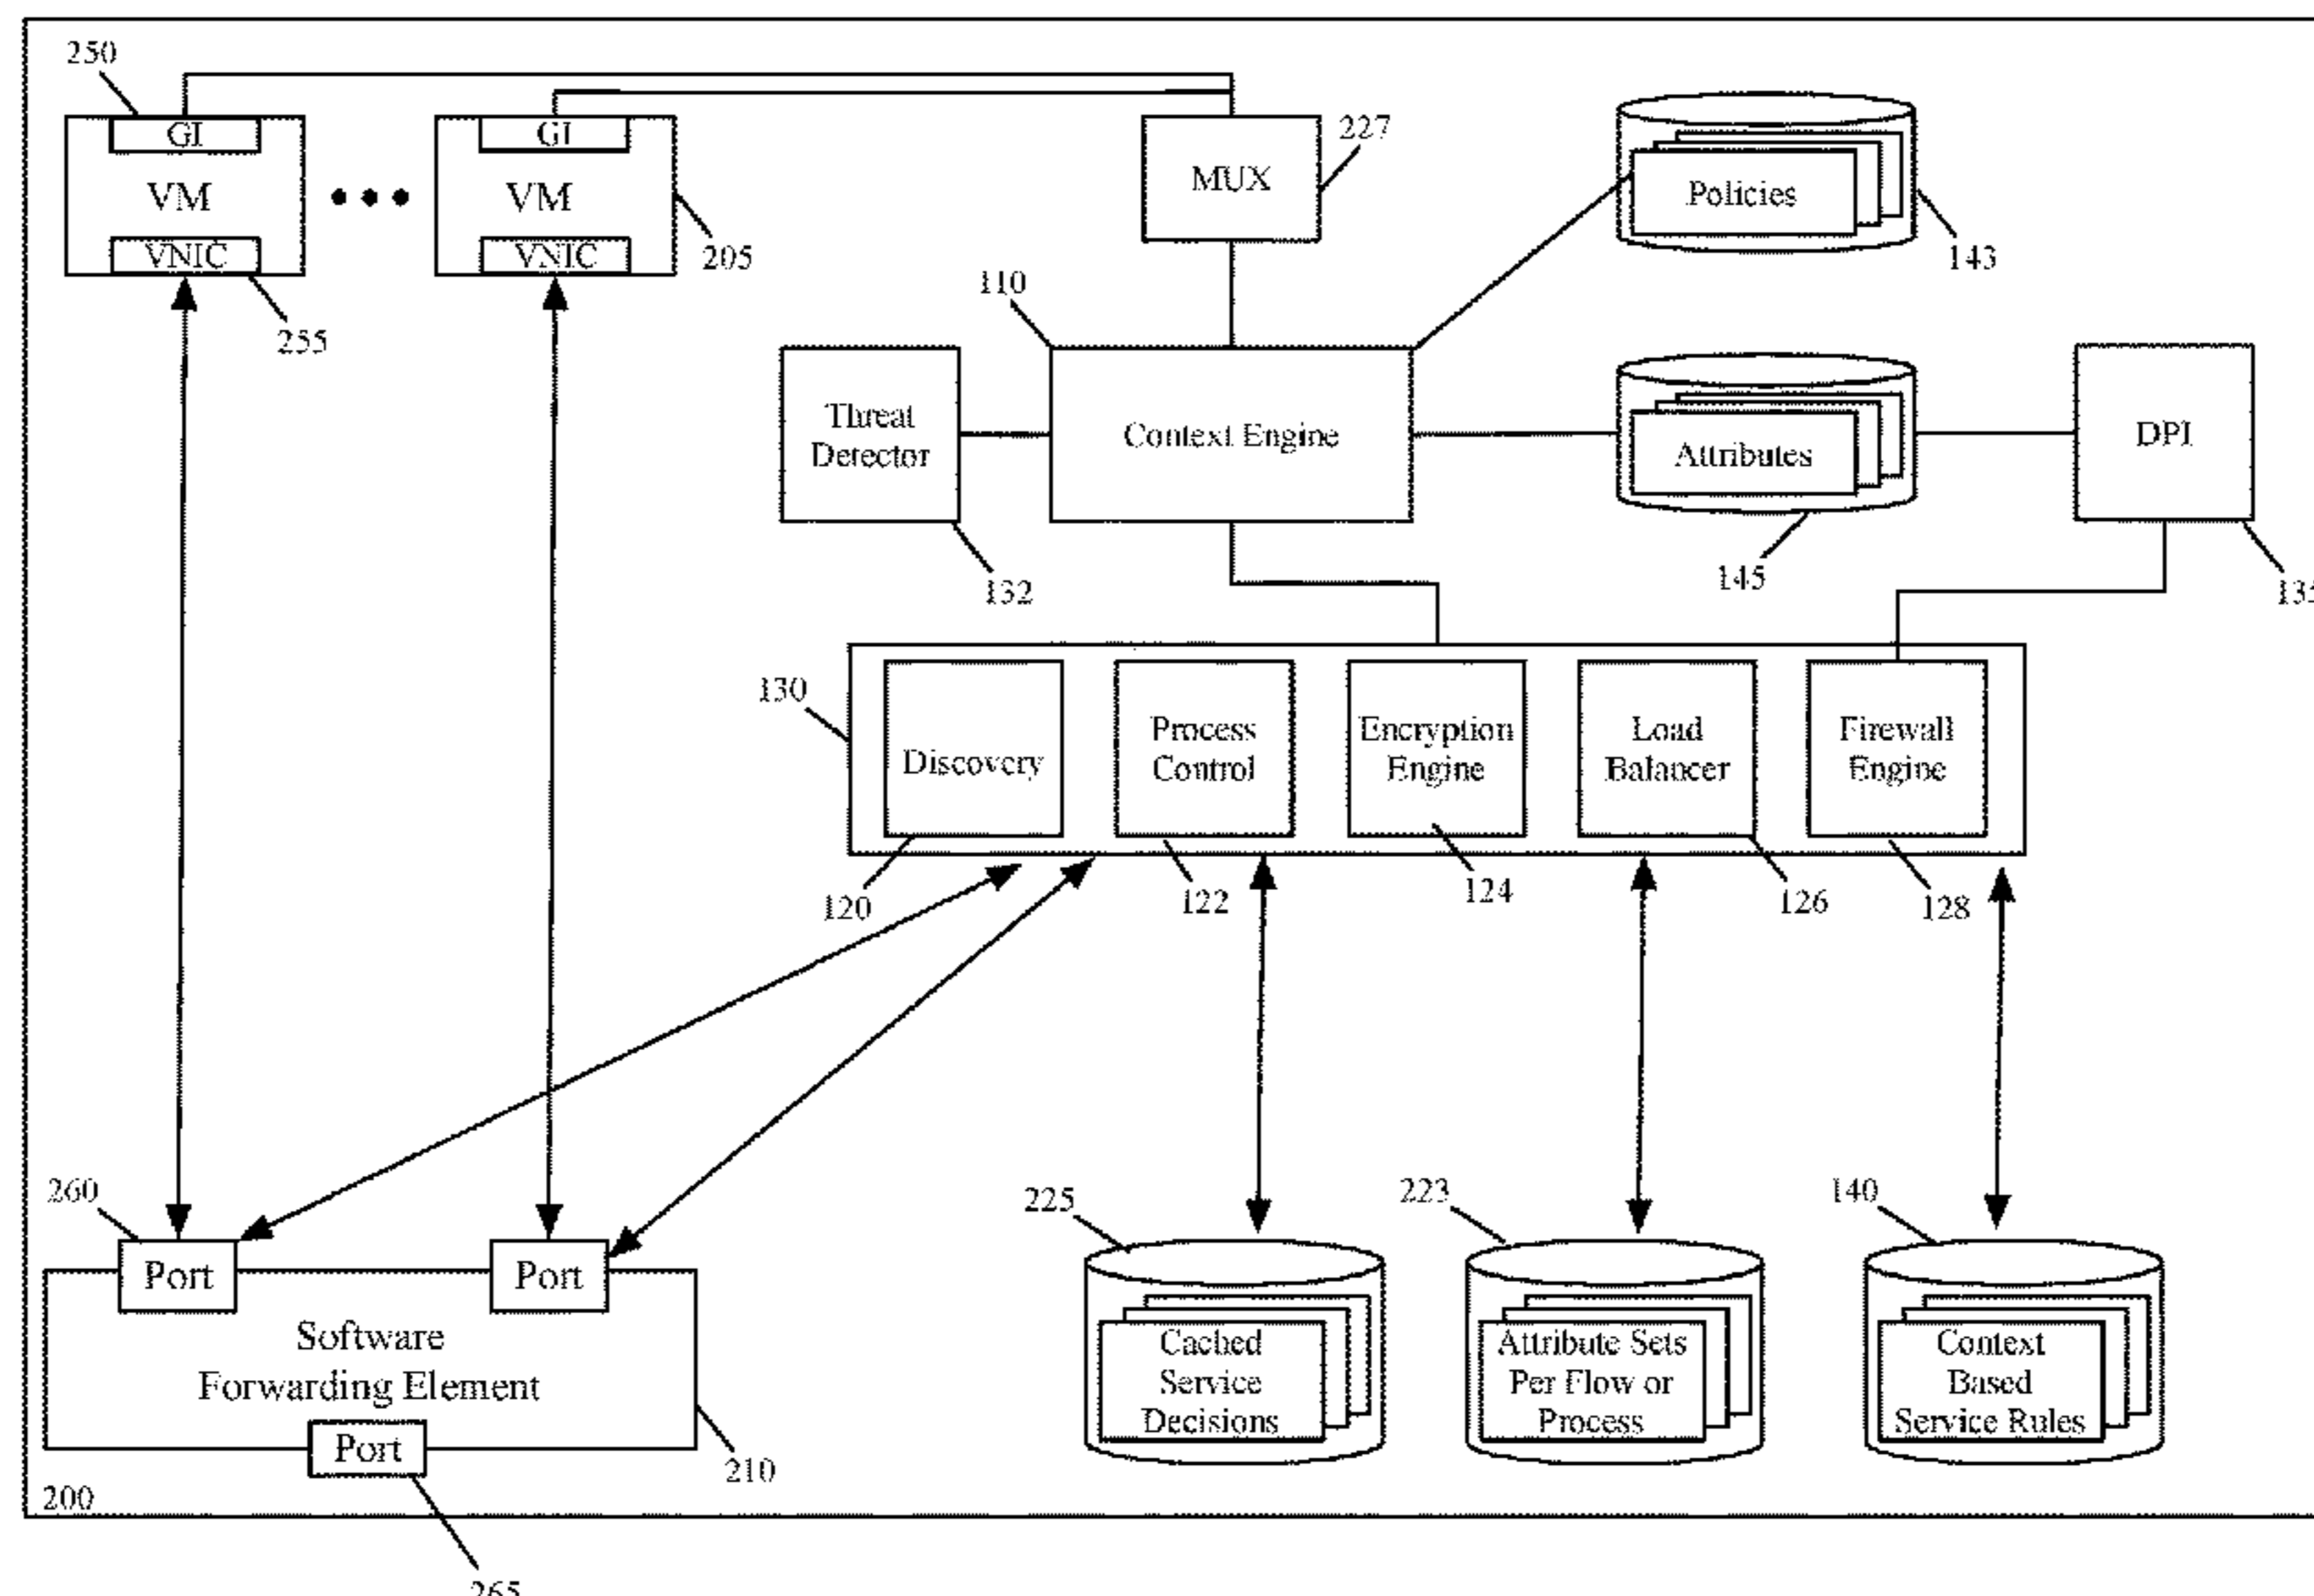 250
GI
GI
VM
VM
VNIC
VNIC
205
255
MUX
227
Policies
143
110
Threat
Detector
132
Context Engine
Attributes
145
DPI
135
130
Discovery
Process
Control
Encryption
Engine
Load
Balancer
Firewall
Engine
120
122
124
126
128
260
Port
Port
Software
Forwarding Element
Port
210
265
225
Cached
Service
Decisions
223
Attribute Sets
Per Flow or
Process
140
Context
Based
Service Rules
200